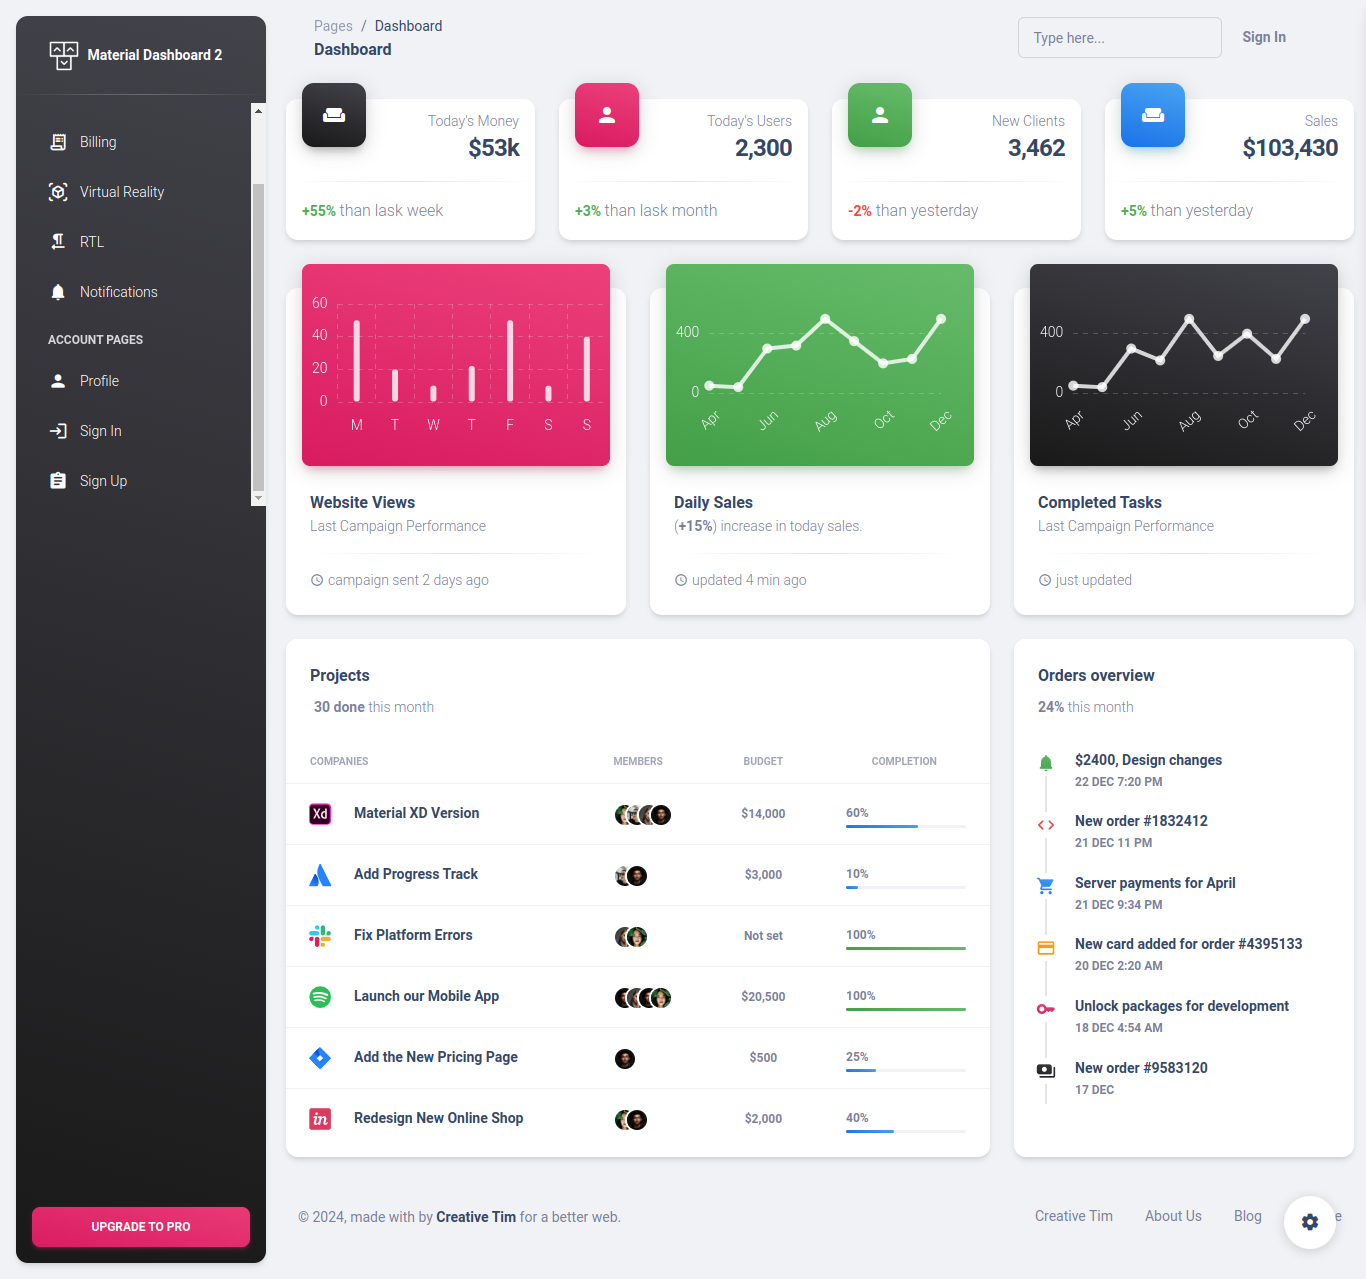 Material Dashboard 2
Billing
Virtual Reality
RTL
Notifications
ACCOUNT PAGES
Profile
Sign In
Sign Up
UPGRADE TO PRO
Pages / Dashboard
Dashboard
Type here...
Sign In
Today's Money
$53k
+55% than lask week
Today's Users
2,300
+3% than lask month
New Clients
3,462
-2% than yesterday
Sales
$103,430
+5% than yesterday
60
40
20
0
M T W T F S S
Website Views
Last Campaign Performance
campaign sent 2 days ago
400
0
Apr Jun Aug Oct Dec
Daily Sales
(+15%) increase in today sales.
updated 4 min ago
400
0
Apr Jun Aug Oct Dec
Completed Tasks
Last Campaign Performance
just updated
Projects
30 done this month
COMPANIES MEMBERS BUDGET COMPLETION
Xd Material XD Version $14,000 60%
Add Progress Track $3,000 10%
Fix Platform Errors Not set 100%
Launch our Mobile App $20,500 100%
Add the New Pricing Page $500 25%
in Redesign New Online Shop $2,000 40%
Orders overview
24% this month
$2400, Design changes
22 DEC 7:20 PM
New order #1832412
21 DEC 11 PM
Server payments for April
21 DEC 9:34 PM
New card added for order #4395133
20 DEC 2:20 AM
Unlock packages for development
18 DEC 4:54 AM
New order #9583120
17 DEC
© 2024, made with by Creative Tim for a better web.
Creative Tim About Us Blog